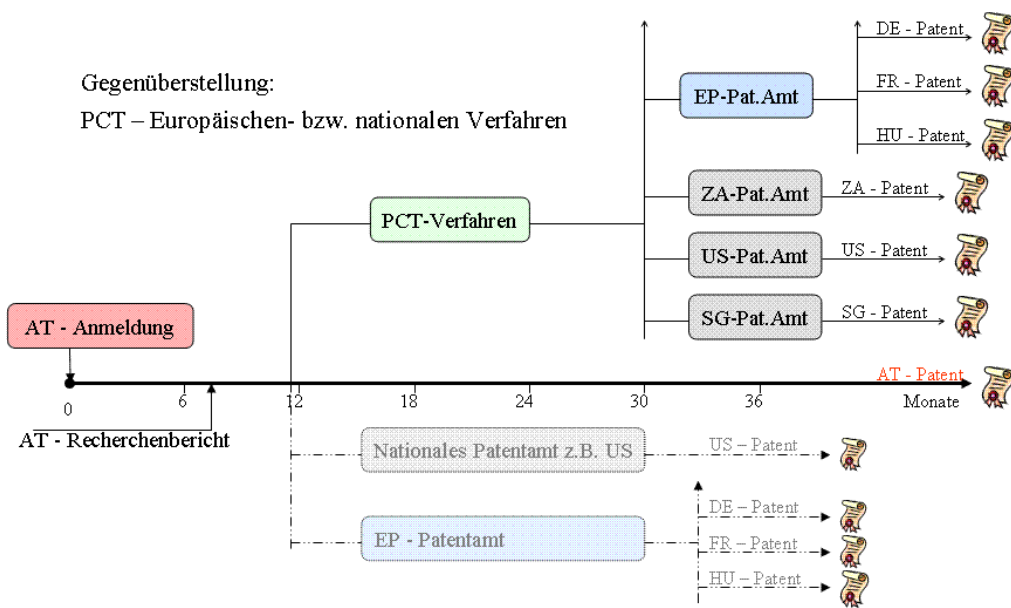 Gegenüberstellung:
PCT – Europäischen- bzw. nationalen Verfahren
EP-Pat.Amt
DE - Patent
FR - Patent
HU - Patent
ZA-Pat.Amt
ZA - Patent
PCT-Verfahren
US-Pat.Amt
US - Patent
SG-Pat.Amt
SG - Patent
AT - Anmeldung
AT - Patent
0
6
12
18
24
30
36
Monate
AT - Recherchenbericht
Nationales Patentamt z.B. US
US – Patent
EP - Patentamt
DE – Patent
FR – Patent
HU – Patent